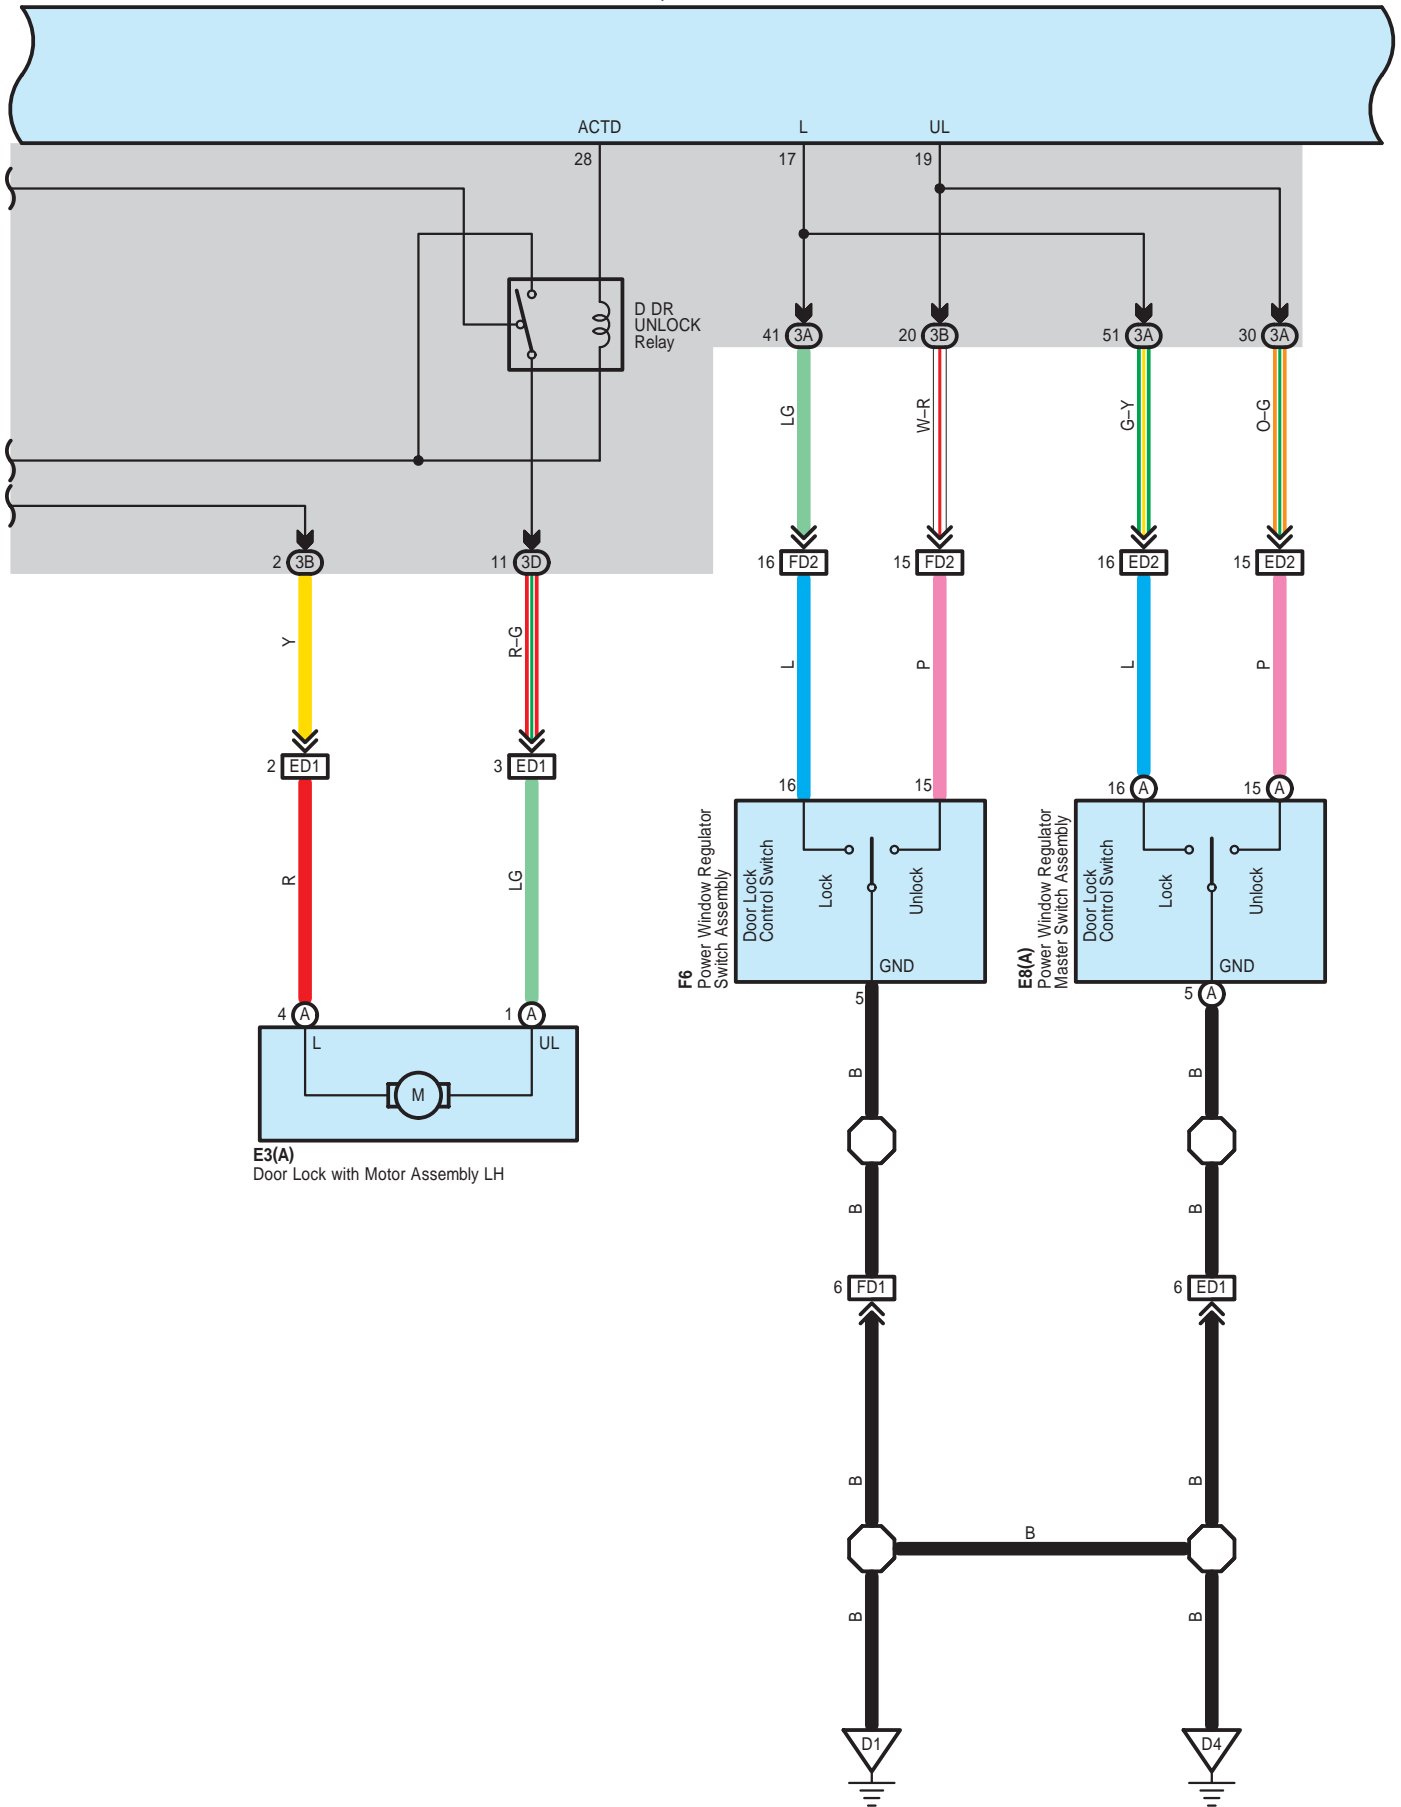 ACTD
L
UL
28
17
19
D DR
UNLOCK
Relay
41 3A
20 3B
51 3A
30 3A
LG
W–R
G–Y
O–G
2 3B
11 3D
16 FD2
15 FD2
16 ED2
15 ED2
Y
R–G
L
P
L
P
2 ED1
3 ED1
16
15
16 A
15 A
R
LG
F6
Power Window Regulator
Switch Assembly
Door Lock
Control Switch
Lock
Unlock
GND
E8(A)
Power Window Regulator
Master Switch Assembly
Door Lock
Control Switch
Lock
Unlock
GND
4 A
1 A
L
UL
M
E3(A)
Door Lock with Motor Assembly LH
5
5 A
B
B
B
B
6 FD1
6 ED1
B
B
B
B
B
D1
D4